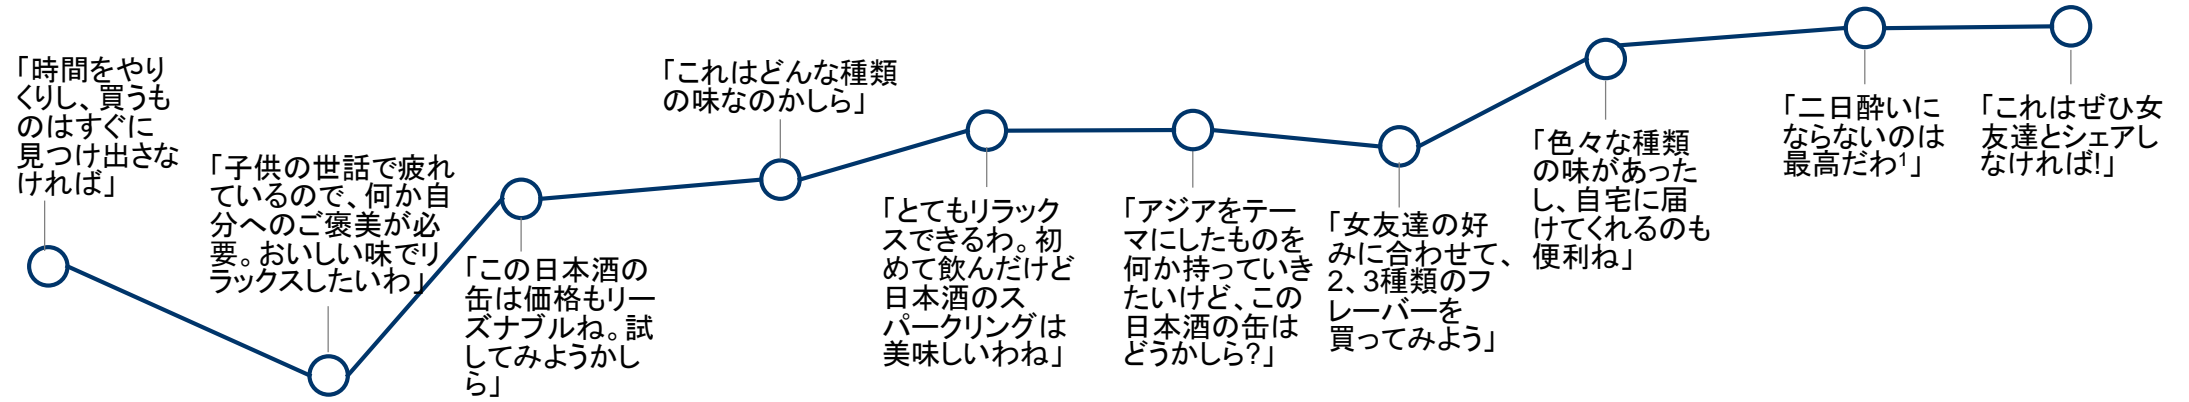 「時間をやり
くりし、買うも
のはすぐに
見つけ出さな
ければ」
「子供の世話で疲れ
ているので、何か自
分へのご褒美が必
要。おいしい味でリ
ラックスしたいわ」
「この日本酒の
缶は価格もリー
ズナブルね。試
してみようかし
ら」
「これはどんな種類
の味なのかしら」
「とてもリラック
スできるわ。初
めて飲んだけど
日本酒のス
パークリングは
美味しいわね」
「アジアをテー
マにしたものを
何か持っていき
たいけど、この
日本酒の缶は
どうかしら?」
「女友達の好
みに合わせて、
2、3種類のフ
レーバーを
買ってみよう」
「色々な種類
の味があった
し、自宅に届
けてくれるのも
便利ね」
「二日酔いに
ならないのは
最高だわ¹」
「これはぜひ女
友達とシェアし
なければ!」